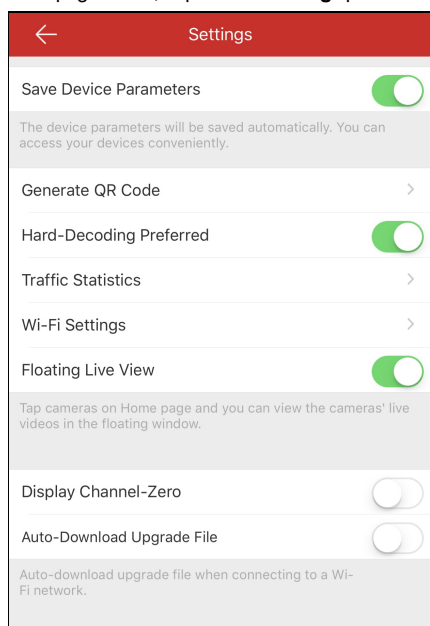 Settings
Save Device Parameters
The device parameters will be saved automatically. You can
access your devices conveniently.
Generate QR Code
Hard-Decoding Preferred
Traffic Statistics
Wi-Fi Settings
Floating Live View
Tap cameras on Home page and you can view the cameras' live
videos in the floating window.
Display Channel-Zero
Auto-Download Upgrade File
Auto-download upgrade file when connecting to a Wi-
Fi network.